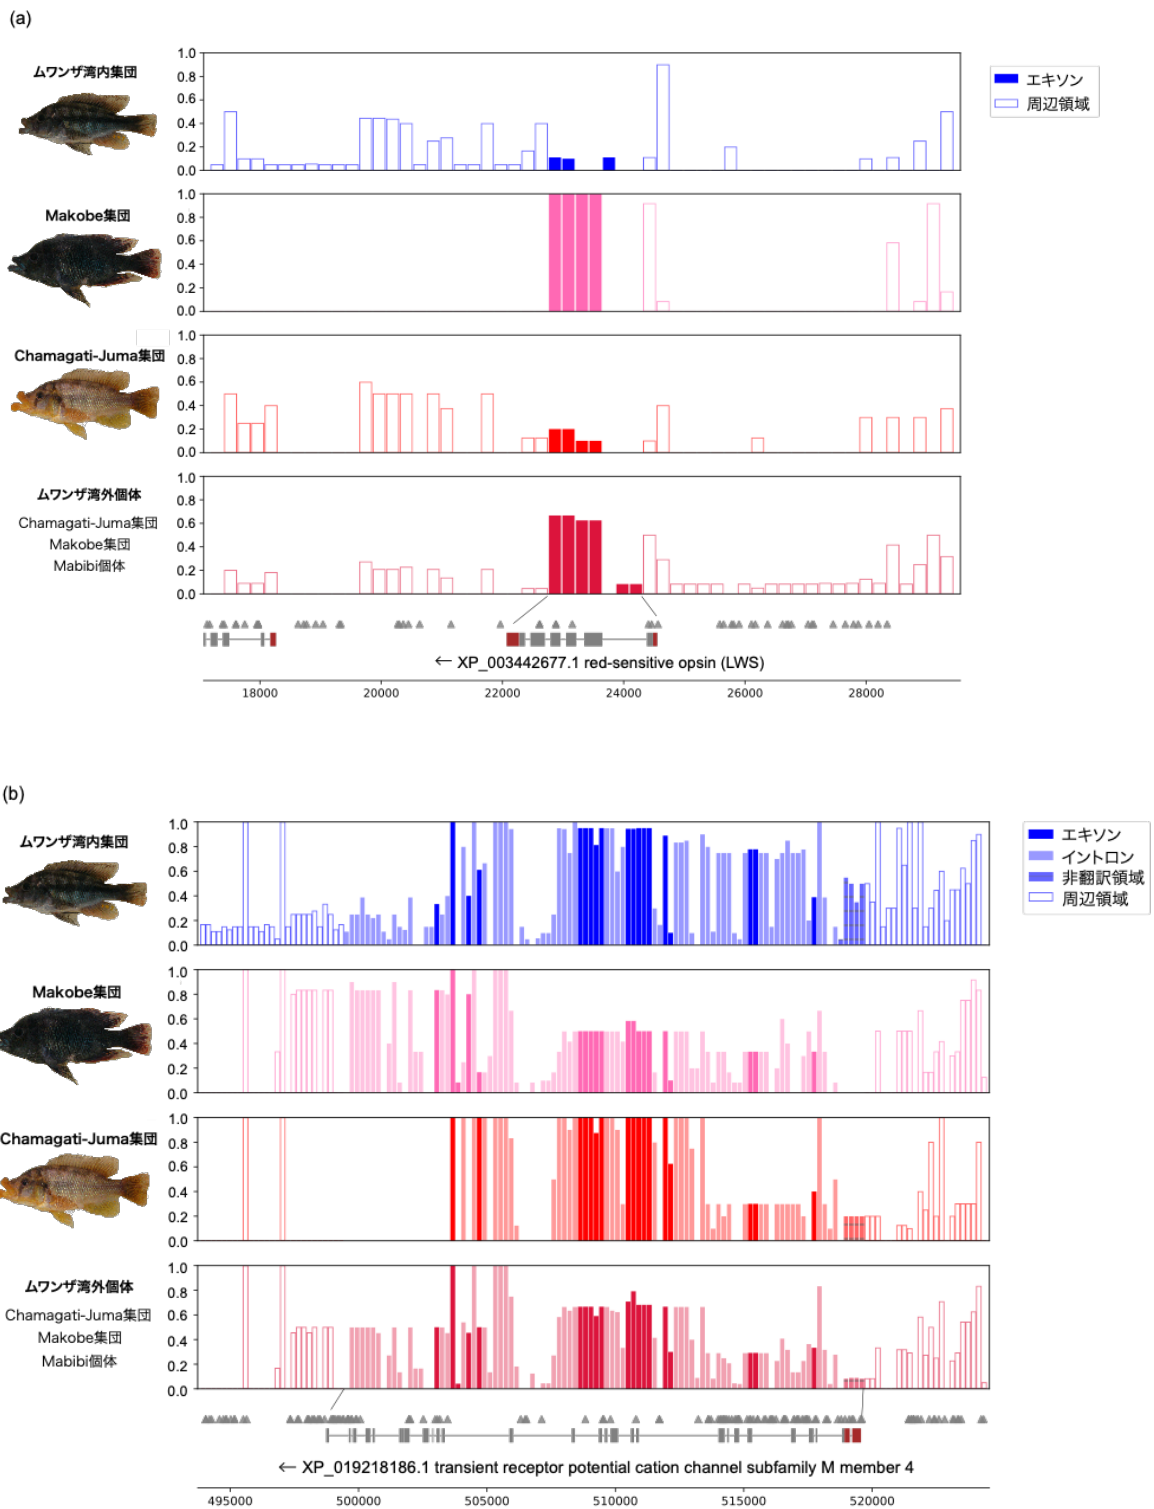 (a)
ムワンザ湾内集団
1.0
0.8
0.6
0.4
0.2
0.0
エキソン
周辺領域
Makobe集団
1.0
0.8
0.6
0.4
0.2
0.0
Chamagati-Juma集団
1.0
0.8
0.6
0.4
0.2
0.0
ムワンザ湾外個体
Chamagati-Juma集団
Makobe集団
Mabibi個体
1.0
0.8
0.6
0.4
0.2
0.0
← XP_003442677.1 red-sensitive opsin (LWS)
18000 20000 22000 24000 26000 28000
(b)
ムワンザ湾内集団
1.0
0.8
0.6
0.4
0.2
0.0
エキソン
イントロン
非翻訳領域
周辺領域
Makobe集団
1.0
0.8
0.6
0.4
0.2
0.0
Chamagati-Juma集団
1.0
0.8
0.6
0.4
0.2
0.0
ムワンザ湾外個体
Chamagati-Juma集団
Makobe集団
Mabibi個体
1.0
0.8
0.6
0.4
0.2
0.0
← XP_019218186.1 transient receptor potential cation channel subfamily M member 4
495000 500000 505000 510000 515000 520000